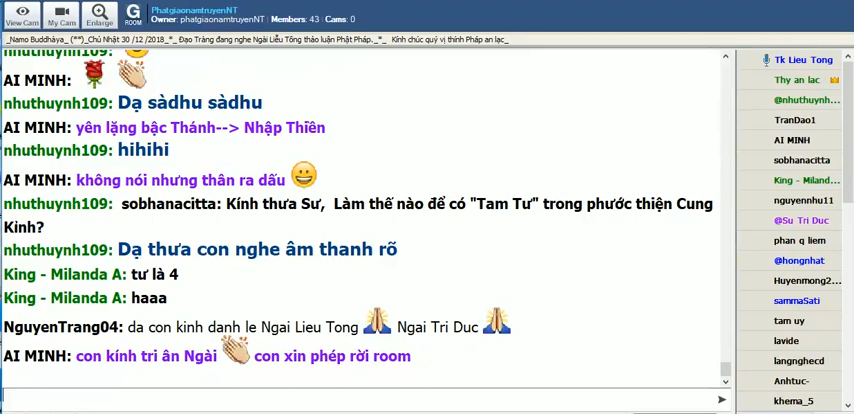 View Cam
My Cam
Enlarge
G
ROOM
PhatgiaonamtruyenNT
Owner: phatgiaonamtruyenNT | Members: 43 | Cams: 0
_Namo Buddhàya_ (**)_Chủ Nhật 30 /12 /2018_*_ Đạo Tràng đang nghe Ngài Liễu Tông thảo luận Phật Pháp._*_ Kính chúc quý vị thính Pháp an lạc_
AI MINH:
nhuthuynh109: Dạ sàdhu sàdhu
AI MINH: yên lặng bậc Thánh--> Nhập Thiền
nhuthuynh109: hihihi
AI MINH: không nói nhưng thân ra dấu
nhuthuynh109: sobhanacitta: Kính thưa Sư, Làm thế nào để có "Tam Tư" trong phước thiện Cung
Kính?
nhuthuynh109: Dạ thưa con nghe âm thanh rõ
King - Milanda A: tư là 4
King - Milanda A: haaa
NguyenTrang04: da con kinh danh le Ngai Lieu Tong Ngai Tri Duc
AI MINH: con kính tri ân Ngài con xin phép rời room
Tk Lieu Tong
Thy an lac
@nhuthuynh...
TranDao1
AI MINH
sobhanacitta
King - Miland...
nguyennhu11
@Su Tri Duc
phan q liem
@hongnhat
Huyenmong2...
sammaSati
tam uy
lavide
langnghecd
Anhtuc-
khema_5